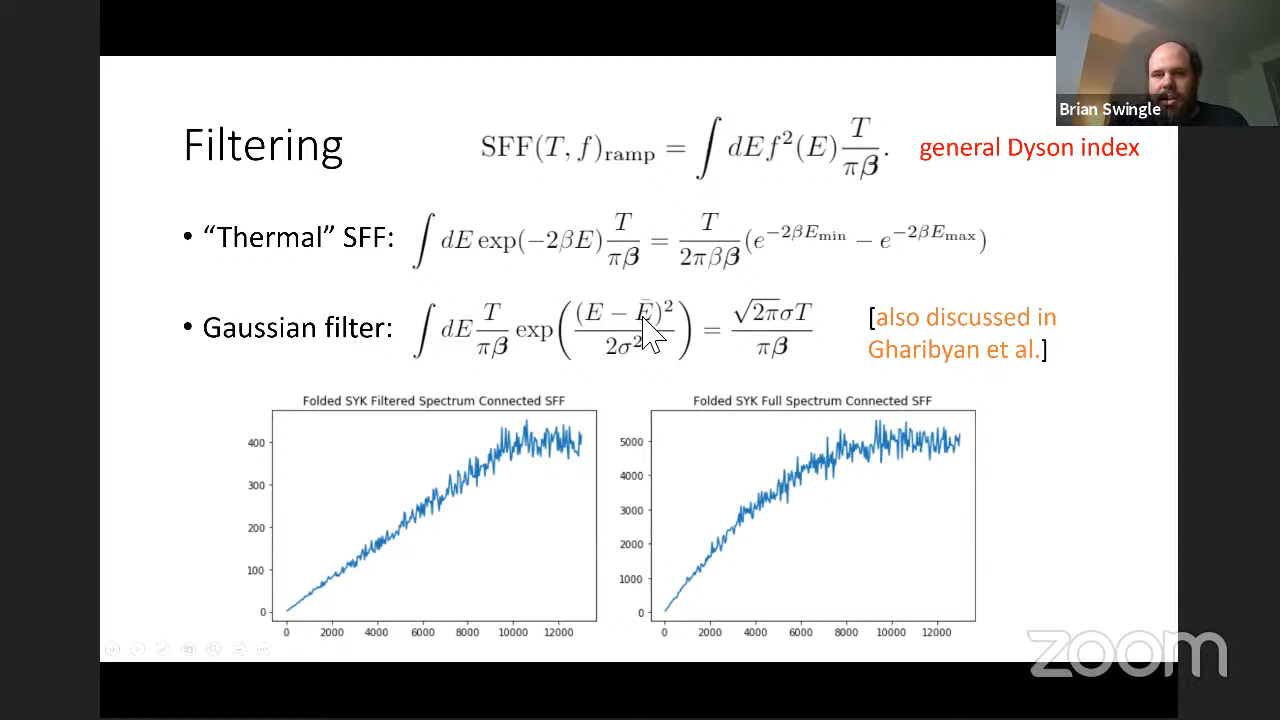 Brian Swingle
Filtering
SFF(T, f)ramp = ∫ dE f²(E) T/π𝜷.
general Dyson index
• “Thermal” SFF: ∫ dE exp(−2βE) T/π𝜷 = T/2πβ𝜷 (e^{−2βE_min} − e^{−2βE_max})
• Gaussian filter: ∫ dE T/π𝜷 exp((E − Ē)²/2σ²) = √2π σT/π𝜷
[also discussed in
Gharibyan et al.]
Folded SYK Filtered Spectrum Connected SFF
400
300
200
100
0
0 2000 4000 6000 8000 10000 12000
Folded SYK Full Spectrum Connected SFF
5000
4000
3000
2000
1000
0
0 2000 4000 6000 8000 10000 12000
zoom